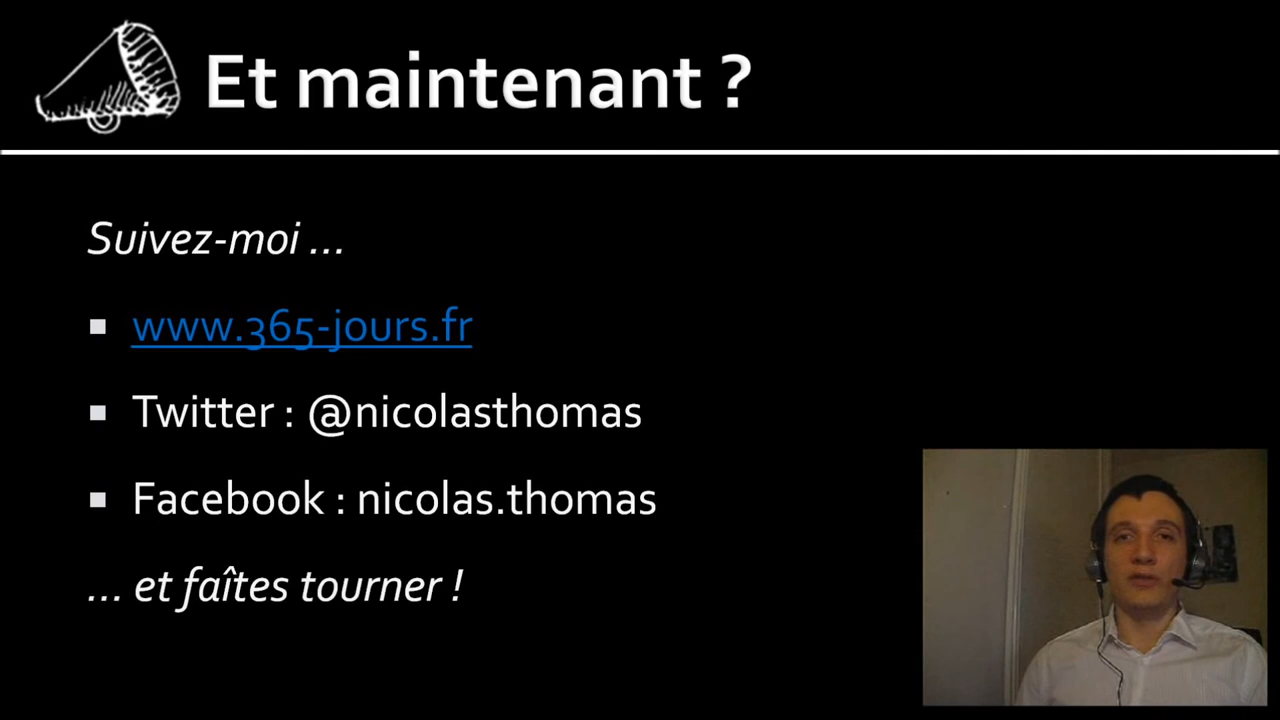 Et maintenant ?
Suivez-moi ...
www.365-jours.fr
Twitter : @nicolasthomas
Facebook : nicolas.thomas
... et faîtes tourner !